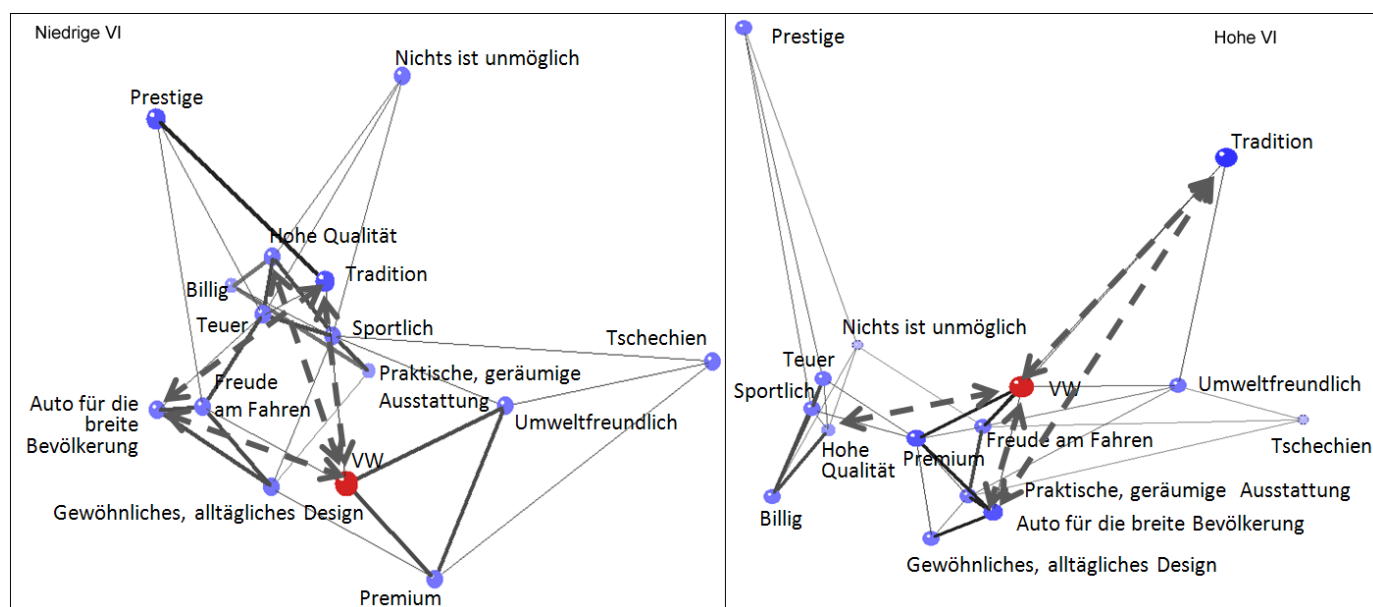 Niedrige VI
Nichts ist unmöglich
Prestige
Hohe Qualität
Tradition
Billig
Teuer
Sportlich
Tschechien
Praktische, geräumige
Ausstattung
Freude
am Fahren
Auto für die
breite
Bevölkerung
Umweltfreundlich
VW
Gewöhnliches, alltägliches Design
Premium
Hohe VI
Prestige
Tradition
Nichts ist unmöglich
Teuer
Sportlich
VW
Umweltfreundlich
Freude am Fahren
Tschechien
Hohe
Qualität
Premium
Praktische, geräumige Ausstattung
Billig
Auto für die breite Bevölkerung
Gewöhnliches, alltägliches Design